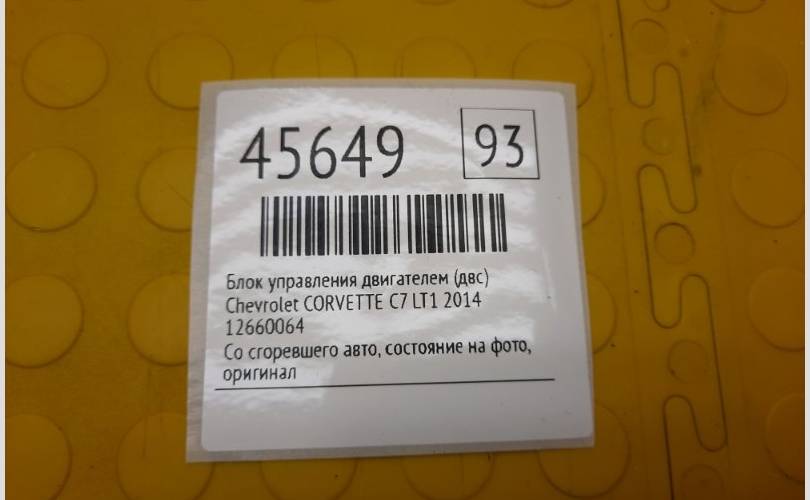 45649 93
Блок управления двигателем (двс)
Chevrolet CORVETTE C7 LT1 2014
12660064
Со сгоревшего авто, состояние на фото,
оригинал